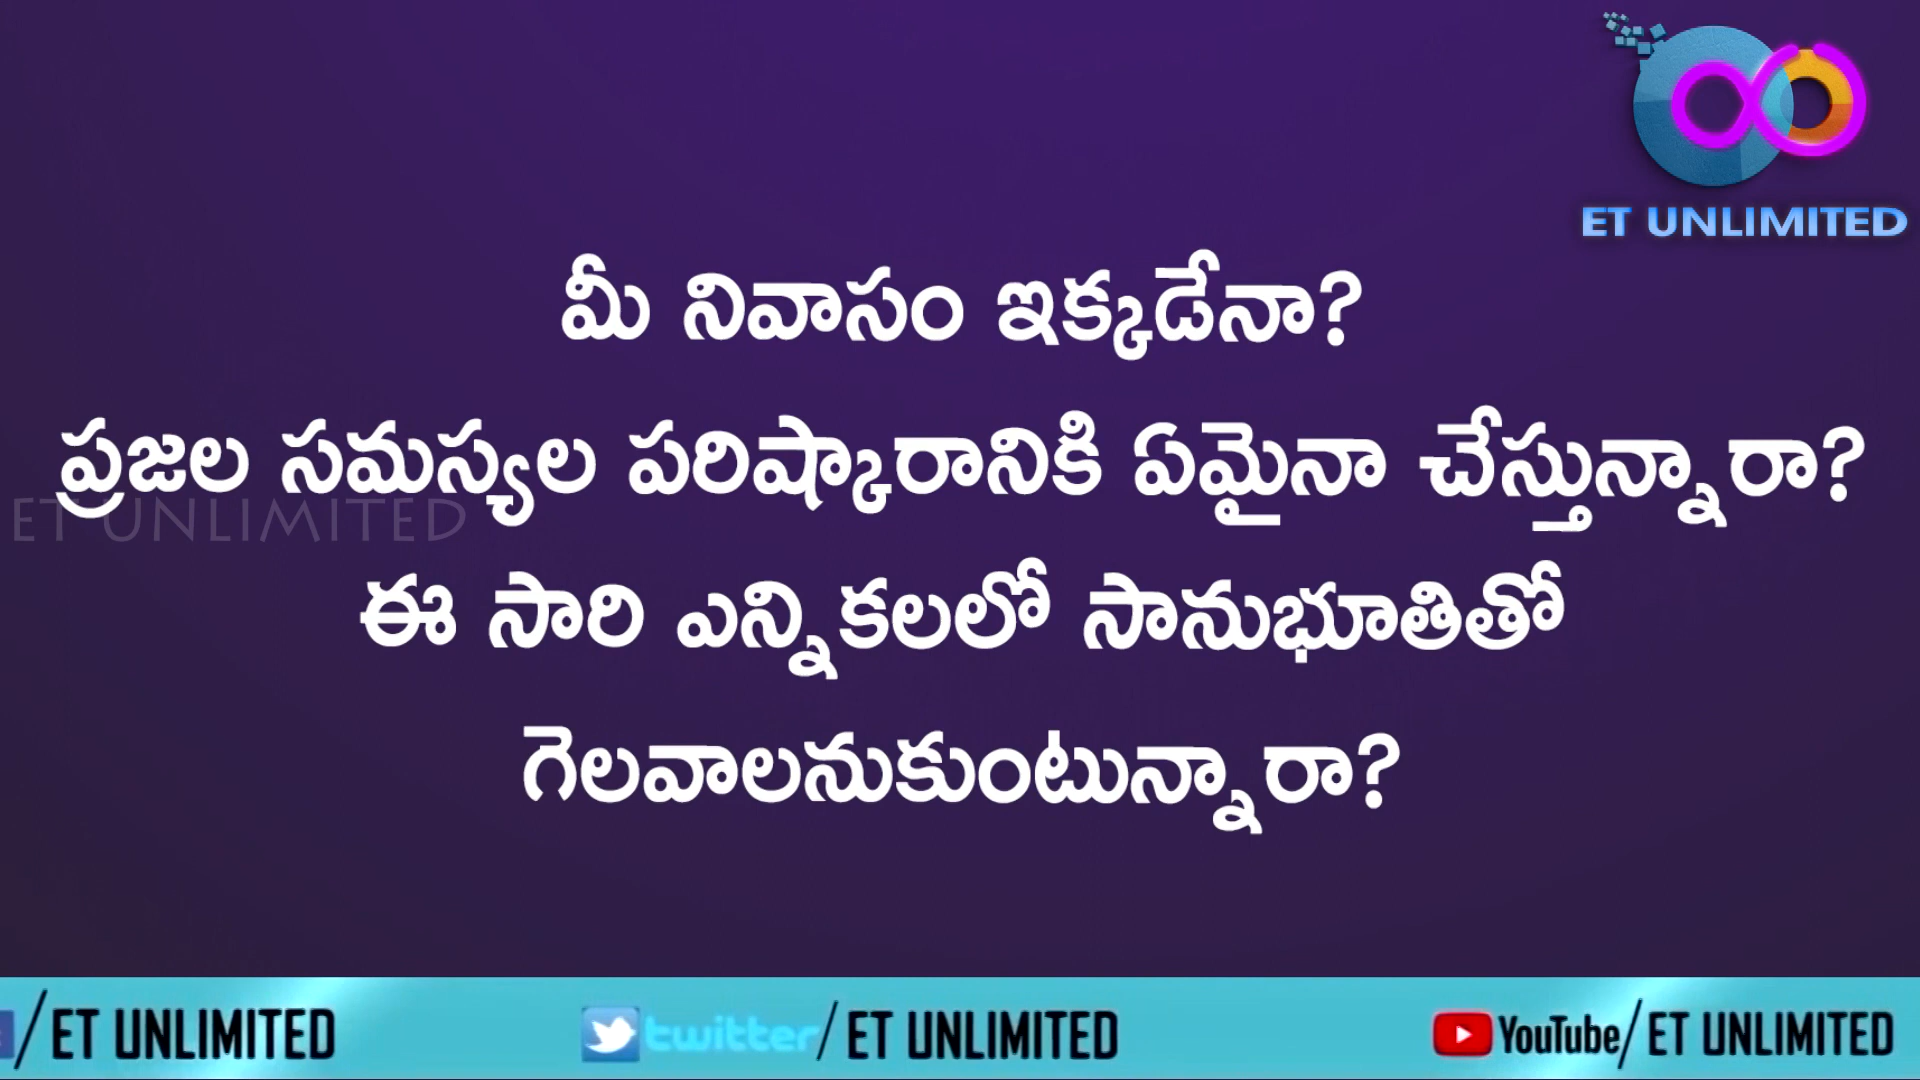 ET UNLIMITED
మీ నివాసం ఇక్కడేనా?
ప్రజల సమస్యల పరిష్కారానికి ఏమైనా చేస్తున్నారా?
ET UNLIMITED
ఈ సారి ఎన్నికలలో సానుభూతితో
గెలవాలనుకుంటున్నారా?
/ET UNLIMITED twitter/ET UNLIMITED YouTube/ET UNLIMITED